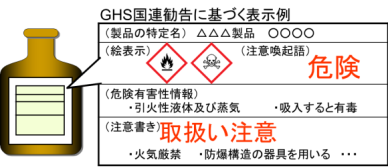 GHS国連勧告に基づく表示例
（製品の特定名） △△△製品 ○○○○
（絵表示） （注意喚起語）
危険
（危険有害性情報）
・引火性液体及び蒸気 ・吸入すると有毒
（注意書き）取扱い注意
・火気厳禁 ・防爆構造の器具を用いる ・・・